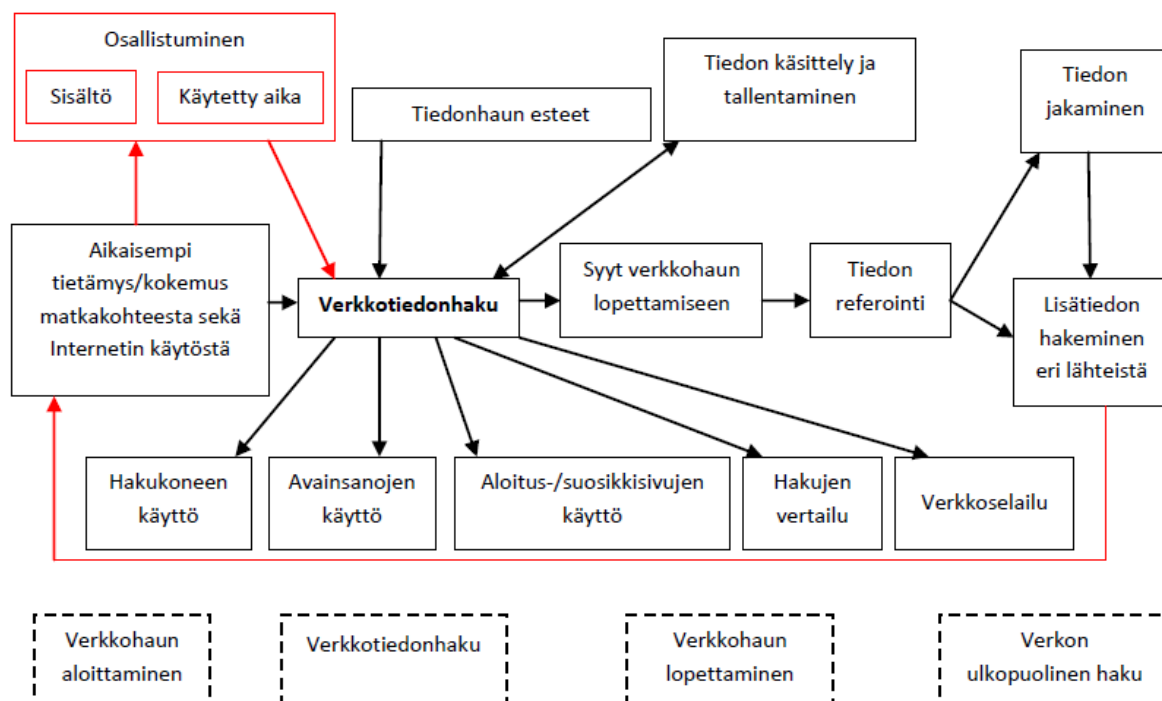 Osallistuminen
Sisältö
Käytetty aika
Tiedonhaun esteet
Tiedon käsittely ja
tallentaminen
Tiedon
jakaminen
Aikaisempi
tietämys/kokemus
matkakohteesta sekä
Internetin käytöstä
Verkkotiedonhaku
Syyt verkkohaun
lopettamiseen
Tiedon
referointi
Lisätiedon
hakeminen
eri lähteistä
Hakukoneen
käyttö
Avainsanojen
käyttö
Aloitus-/suosikkisivujen
käyttö
Hakujen
vertailu
Verkkoselailu
Verkkohaun
aloittaminen
Verkkotiedonhaku
Verkkohaun
lopettaminen
Verkon
ulkopuolinen haku